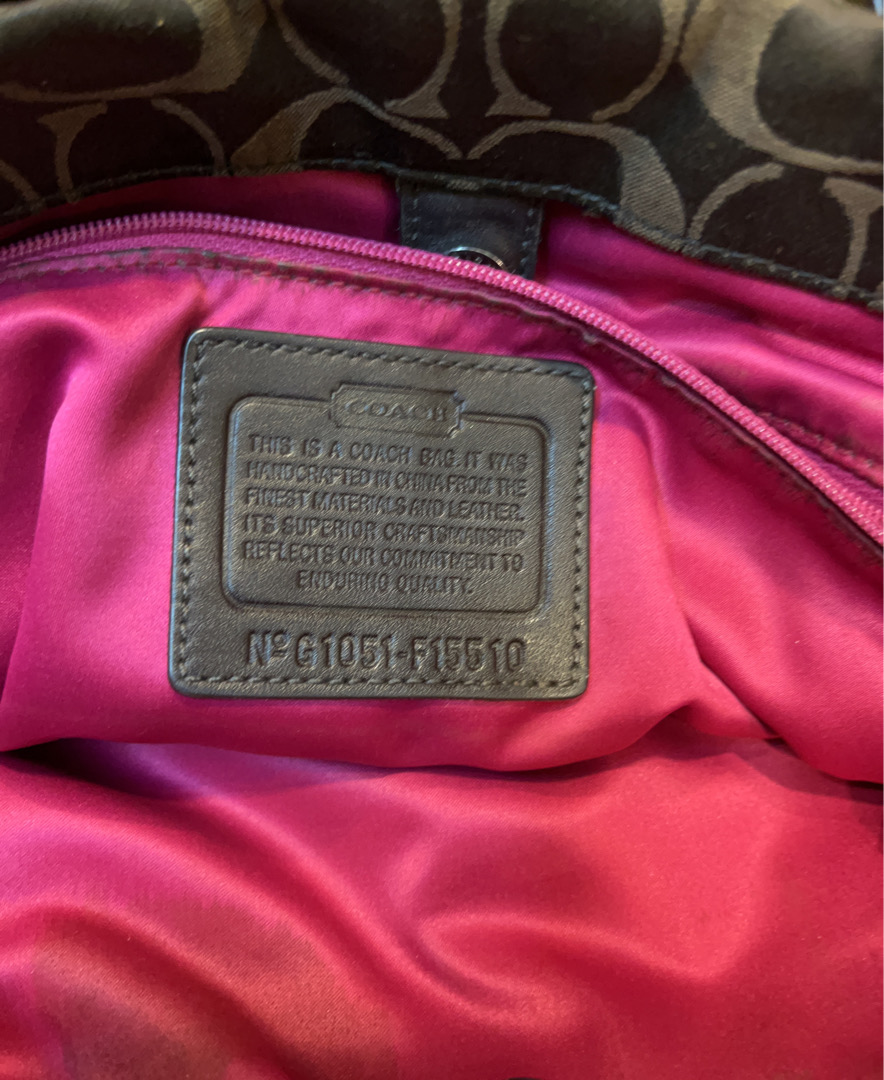 COACH
THIS IS A COACH BAG. IT WAS
HANDCRAFTED IN CHINA FROM THE
FINEST MATERIALS AND LEATHER.
ITS SUPERIOR CRAFTSMANSHIP
REFLECTS OUR COMMITMENT TO
ENDURING QUALITY.
Nº G1051-F15510